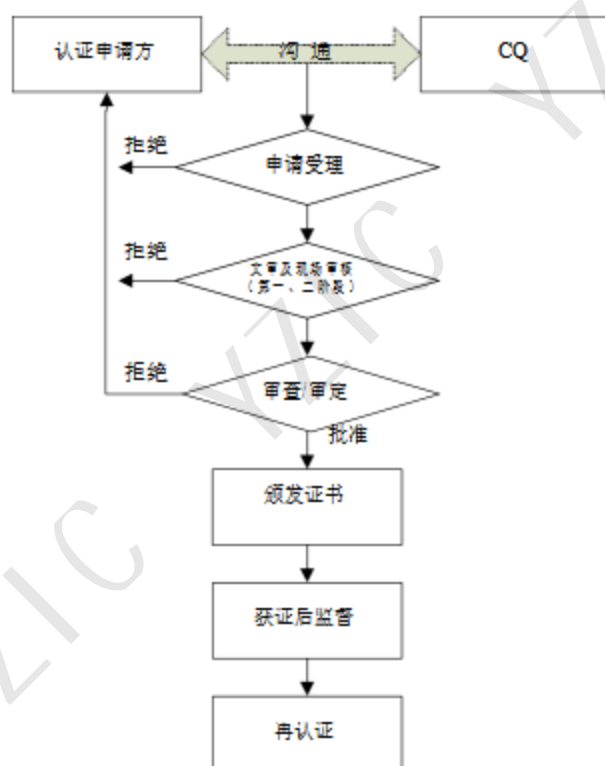 认证申请方
沟 通
CQ
拒绝
申请受理
拒绝
文审及现场审核
（第一、二阶段）
拒绝
审查/审定
批准
颁发证书
获证后监督
再认证
YZIC